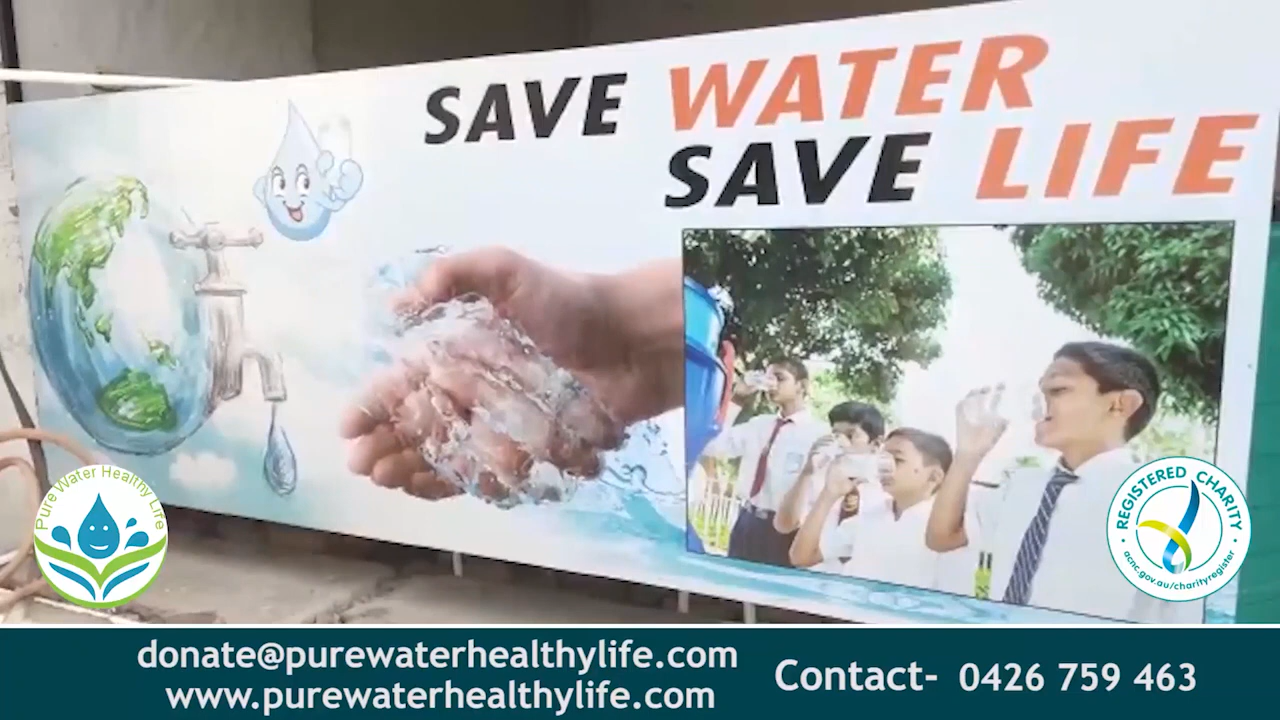 SAVE WATER
SAVE LIFE
Pure Water Healthy Life
REGISTERED CHARITY
acnc.gov.au/charityregister
donate@purewaterhealthylife.com
www.purewaterhealthylife.com
Contact- 0426 759 463